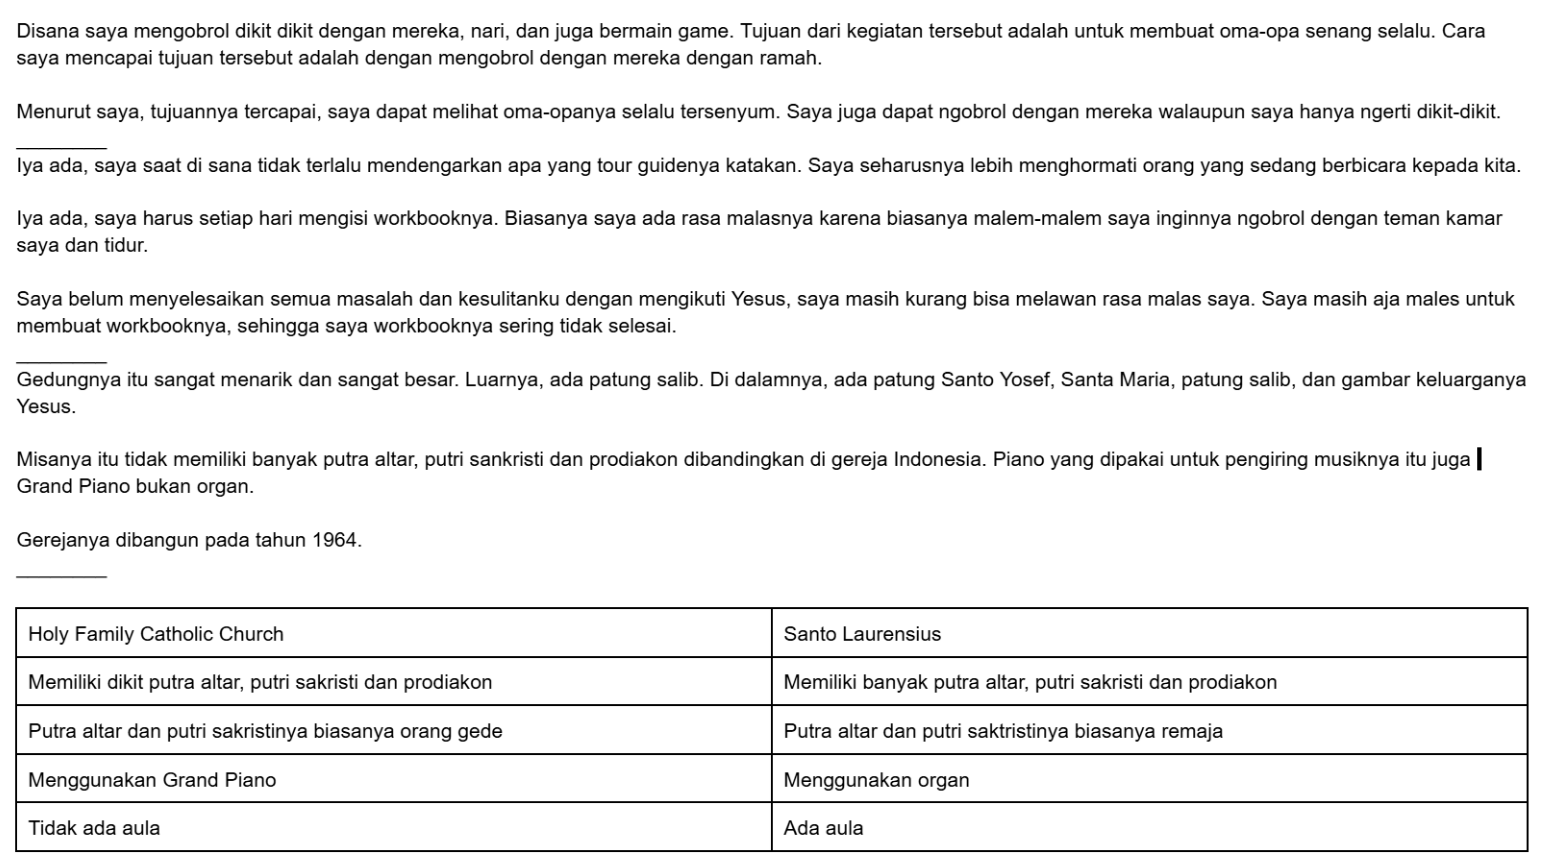 Disana saya mengobrol dikit dikit dengan mereka, nari, dan juga bermain game. Tujuan dari kegiatan tersebut adalah untuk membuat oma-opa senang selalu. Cara
saya mencapai tujuan tersebut adalah dengan mengobrol dengan mereka dengan ramah.
Menurut saya, tujuannya tercapai, saya dapat melihat oma-opanya selalu tersenyum. Saya juga dapat ngobrol dengan mereka walaupun saya hanya ngerti dikit-dikit.
________
Iya ada, saya saat di sana tidak terlalu mendengarkan apa yang tour guidenya katakan. Saya seharusnya lebih menghormati orang yang sedang berbicara kepada kita.
Iya ada, saya harus setiap hari mengisi workbooknya. Biasanya saya ada rasa malasnya karena biasanya malem-malem saya inginnya ngobrol dengan teman kamar
saya dan tidur.
Saya belum menyelesaikan semua masalah dan kesulitanku dengan mengikuti Yesus, saya masih kurang bisa melawan rasa malas saya. Saya masih aja males untuk
membuat workbooknya, sehingga saya workbooknya sering tidak selesai.
________
Gedungnya itu sangat menarik dan sangat besar. Luarnya, ada patung salib. Di dalamnya, ada patung Santo Yosef, Santa Maria, patung salib, dan gambar keluarganya
Yesus.
Misanya itu tidak memiliki banyak putra altar, putri sankristi dan prodiakon dibandingkan di gereja Indonesia. Piano yang dipakai untuk pengiring musiknya itu juga
Grand Piano bukan organ.
Gerejanya dibangun pada tahun 1964.
________
Holy Family Catholic Church
Santo Laurensius
Memiliki dikit putra altar, putri sakristi dan prodiakon
Memiliki banyak putra altar, putri sakristi dan prodiakon
Putra altar dan putri sakristinya biasanya orang gede
Putra altar dan putri saktristinya biasanya remaja
Menggunakan Grand Piano
Menggunakan organ
Tidak ada aula
Ada aula